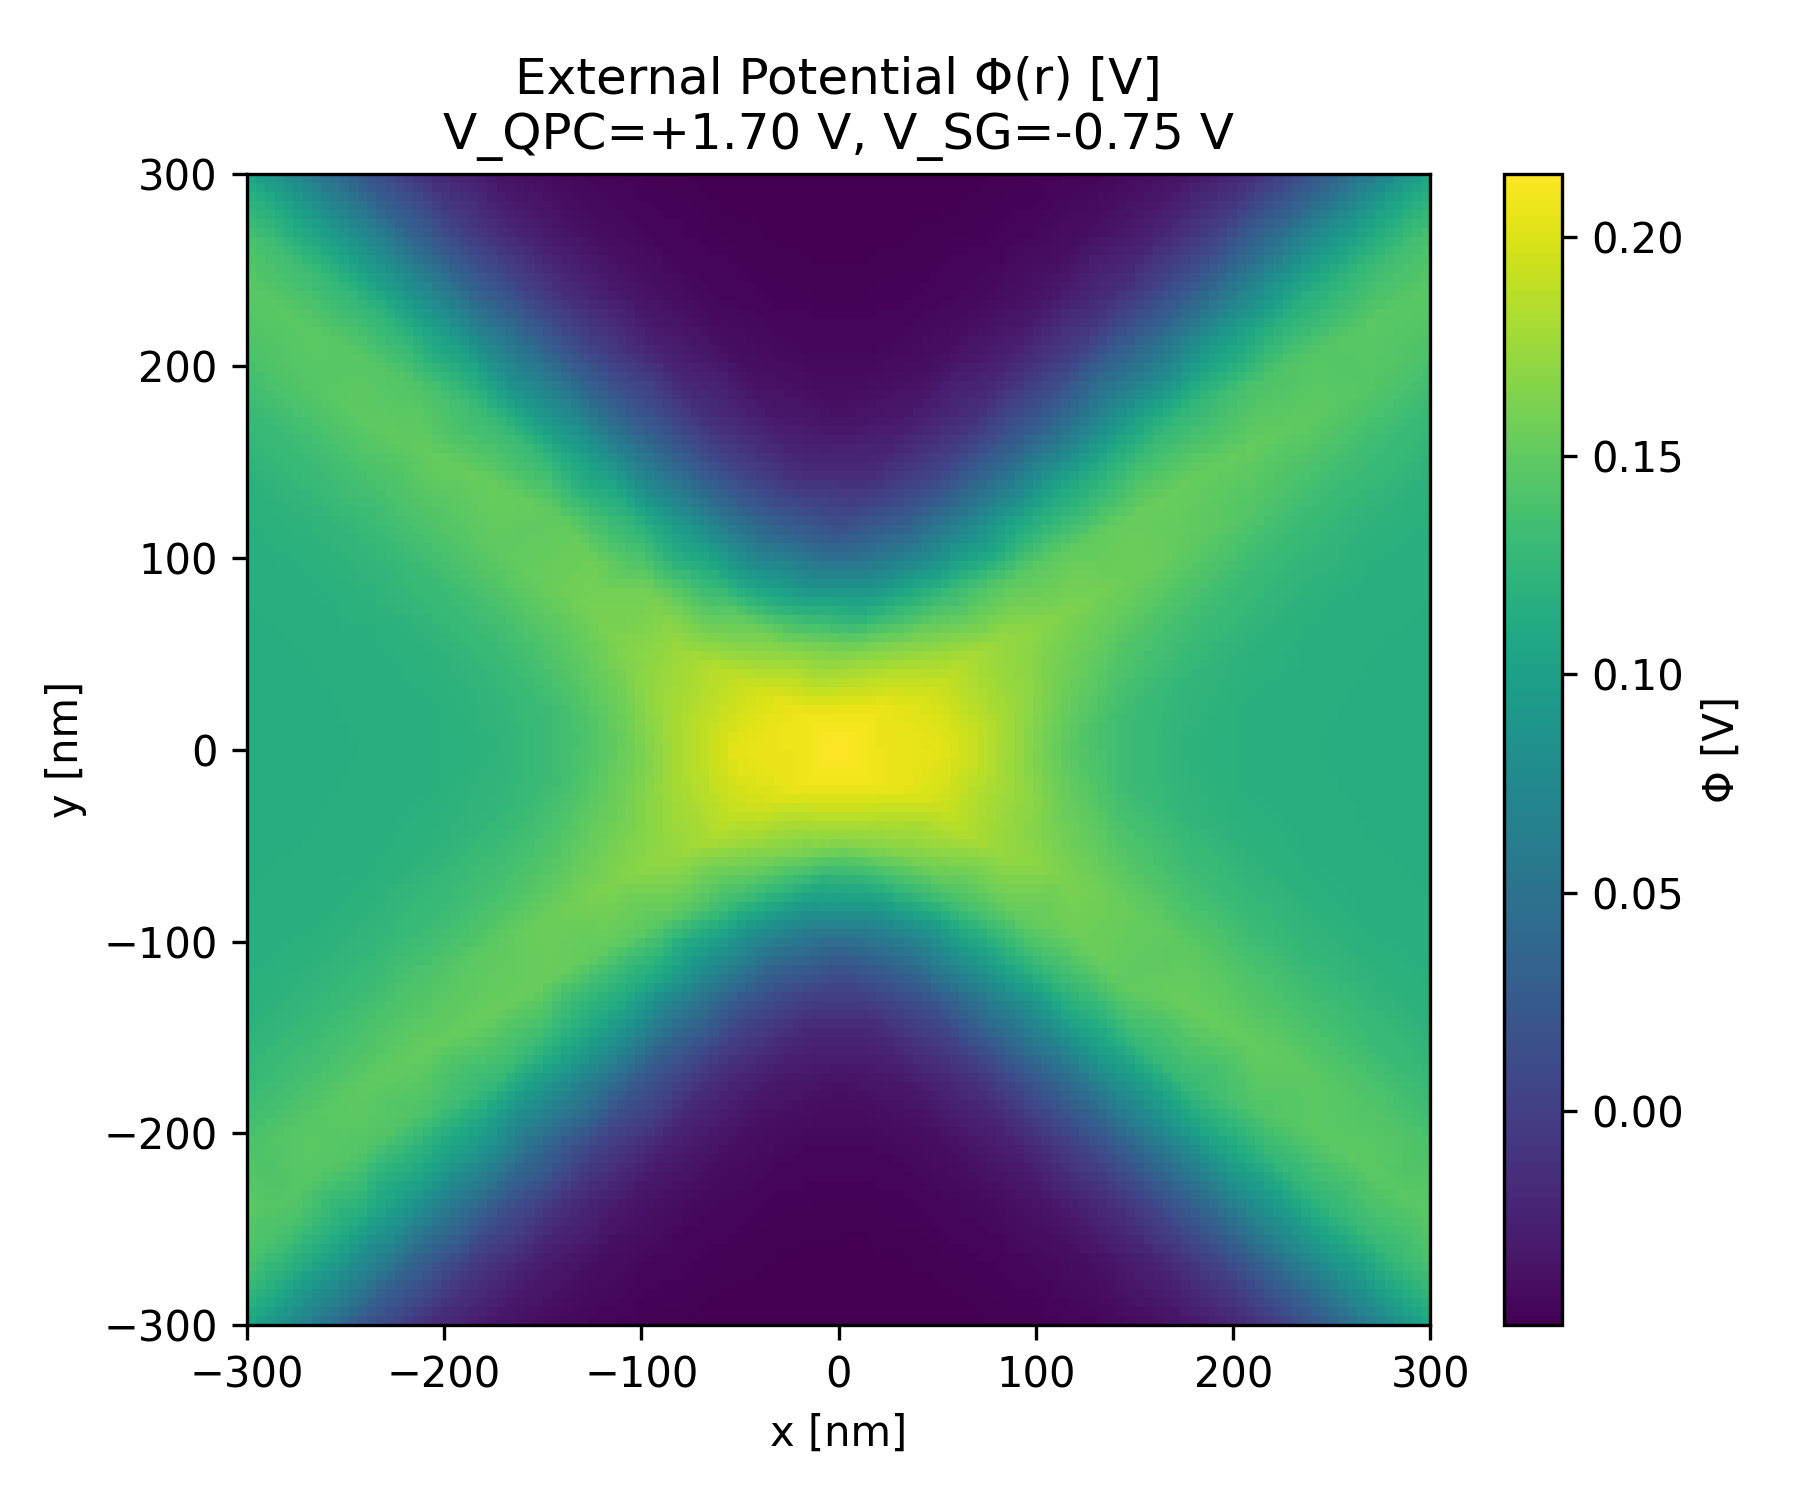 External Potential Φ(r) [V]
V_QPC=+1.70 V, V_SG=-0.75 V
300
200
100
0
−100
−200
−300
y [nm]
−300 −200 −100 0 100 200 300
x [nm]
0.20
0.15
0.10
0.05
0.00
Φ [V]